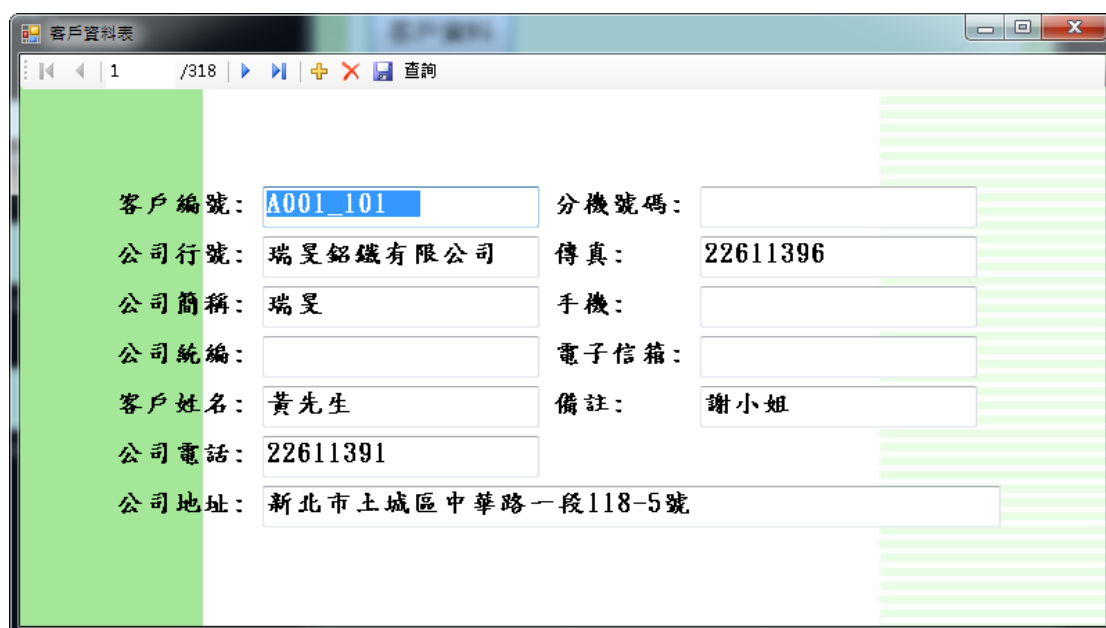 客戶資料表
1 /318 查詢
客戶編號: A001_101 分機號碼:
公司行號: 瑞旻鋁鐵有限公司 傳真: 22611396
公司簡稱: 瑞旻 手機:
公司統編: 電子信箱:
客戶姓名: 黃先生 備註: 謝小姐
公司電話: 22611391
公司地址: 新北市土城區中華路一段118-5號